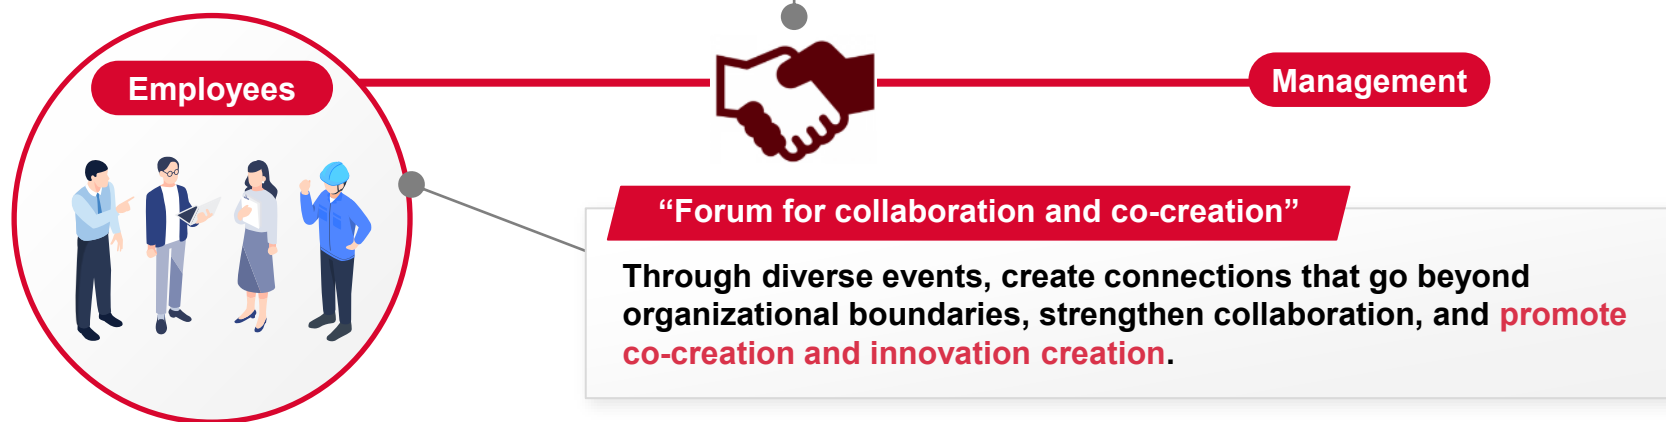 Employees
Management
“Forum for collaboration and co-creation”
Through diverse events, create connections that go beyond
organizational boundaries, strengthen collaboration, and promote
co-creation and innovation creation.